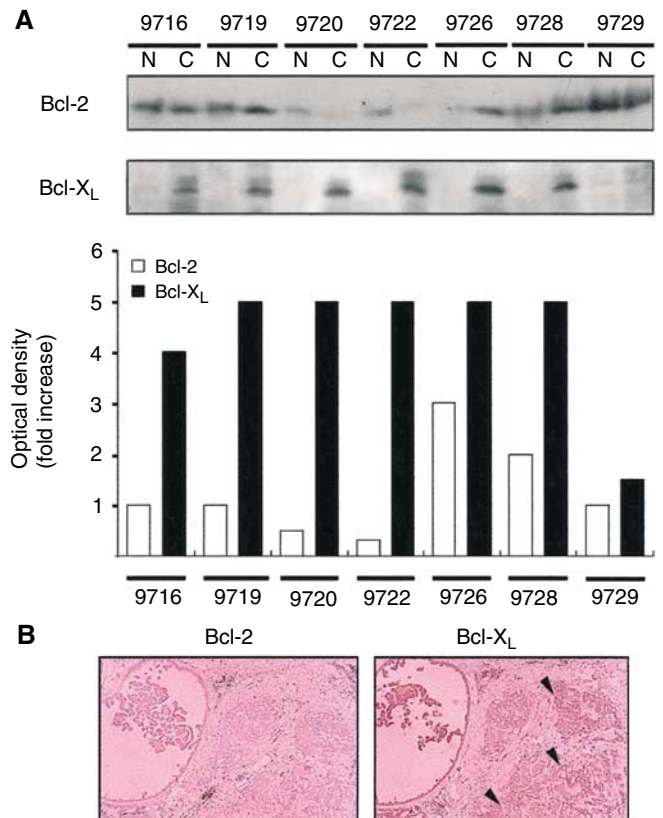 A
9716 9719 9720 9722 9726 9728 9729
N C N C N C N C N C N C N C
Bcl-2
Bcl-XL
6
5
4
3
2
1
Optical density
(fold increase)
Bcl-2
Bcl-XL
9716 9719 9720 9722 9726 9728 9729
B
Bcl-2 Bcl-XL